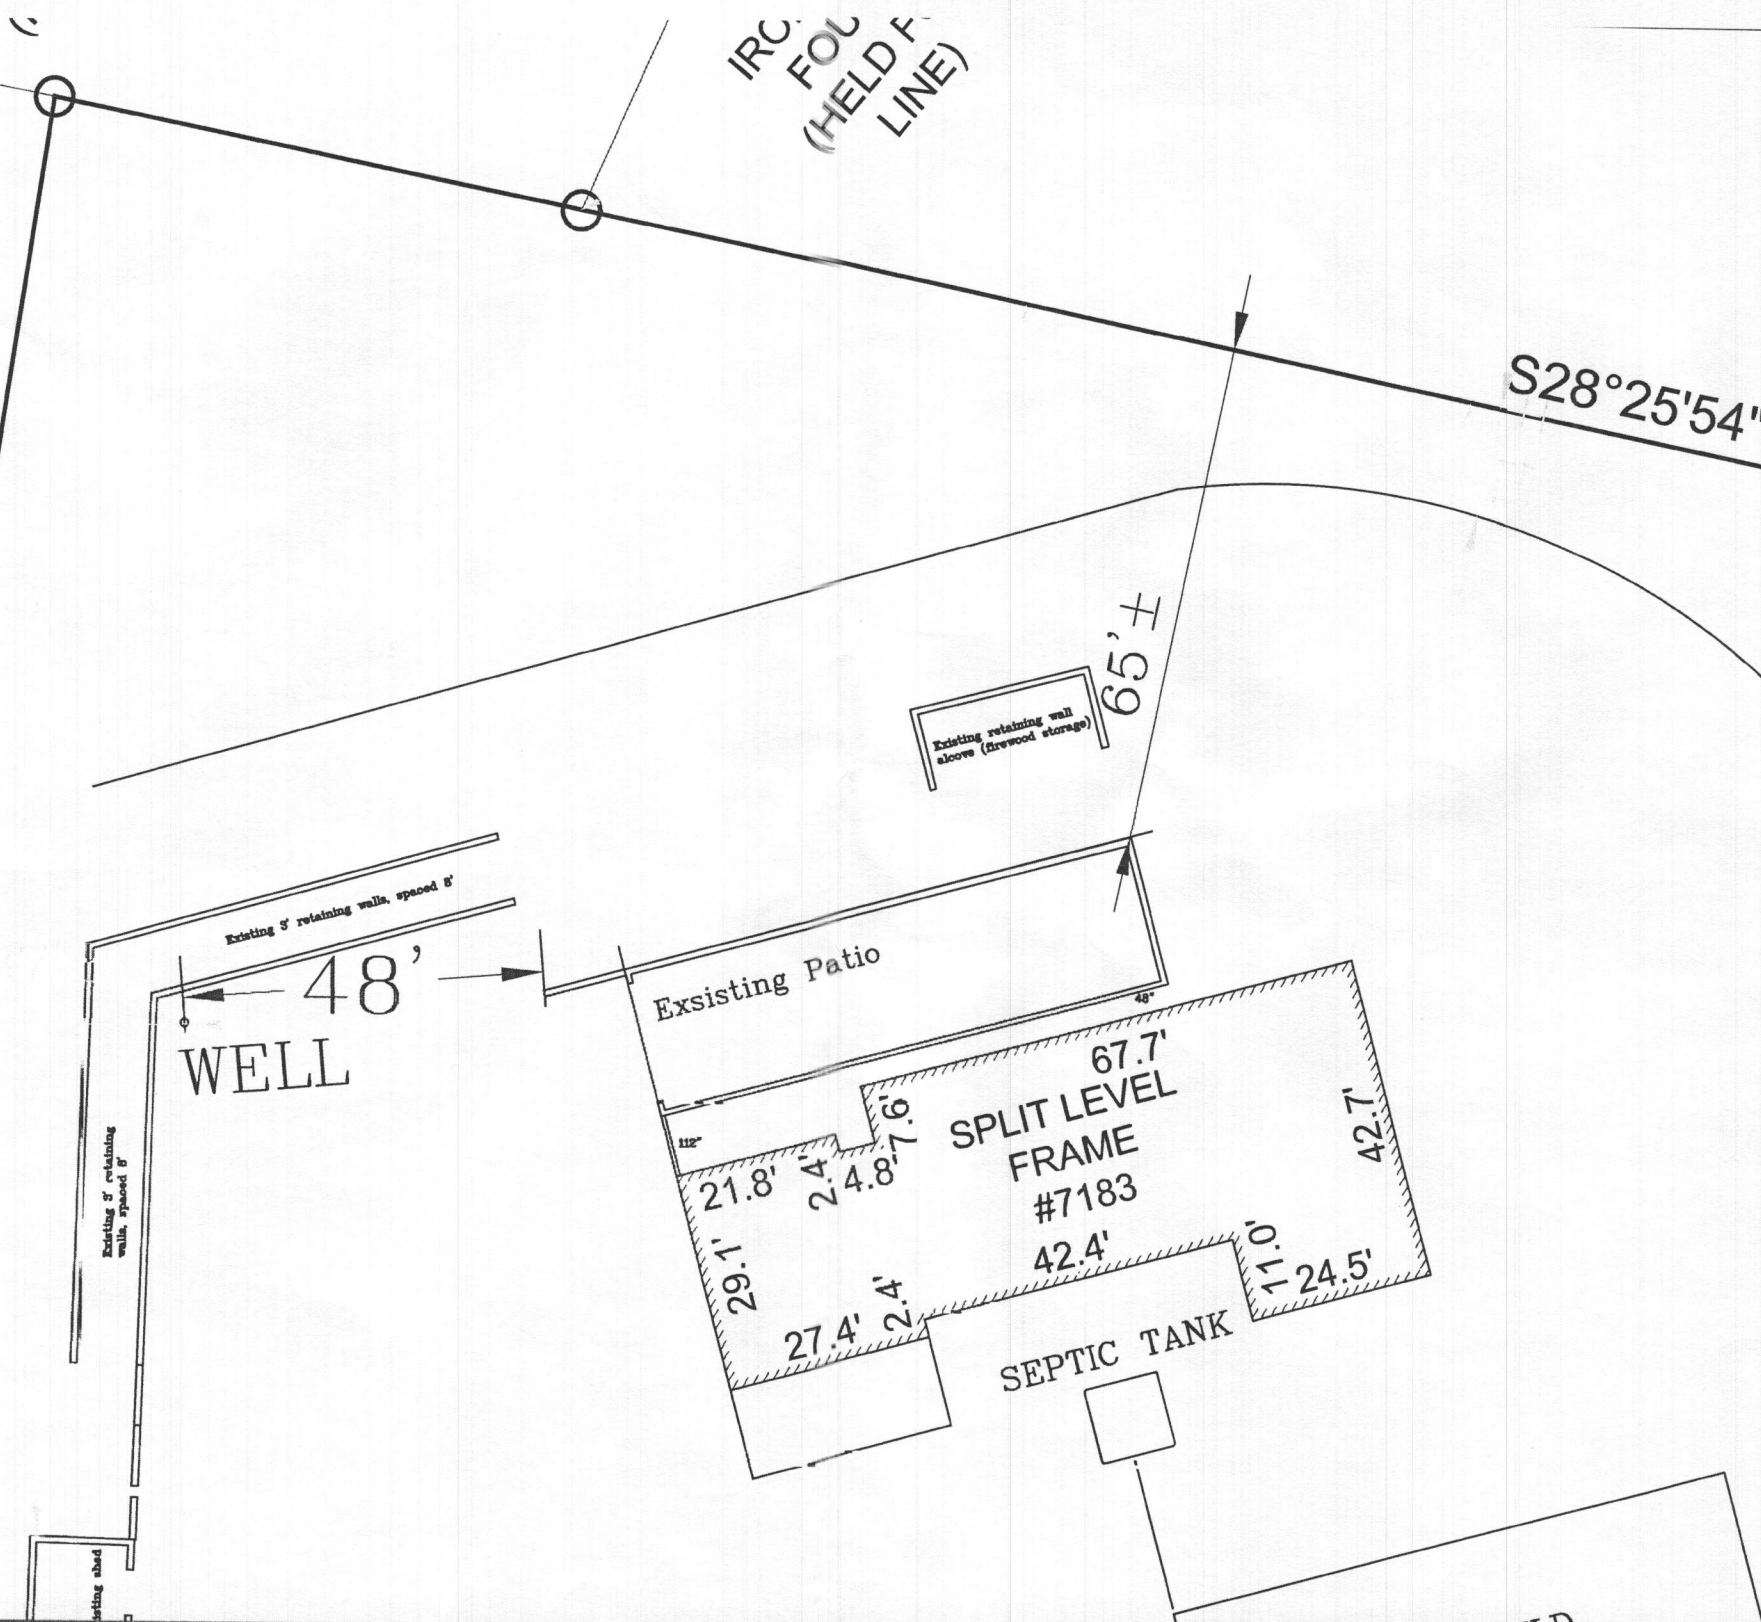 (HELD
LINE)
S28°25'54"
65'±
Existing retaining wall
alcove (firewood storage)
Existing 3' retaining walls, spaced 8'
48'
WELL
Exsisting Patio
48"
67.7'
SPLIT LEVEL
FRAME
#7183
42.7'
7.6'
112"
21.8'
2.4'
4.8'
29.1'
42.4'
11.0'
24.5'
27.4'
2.4'
SEPTIC TANK
Existing 3' retaining
walls, spaced 8'
shed